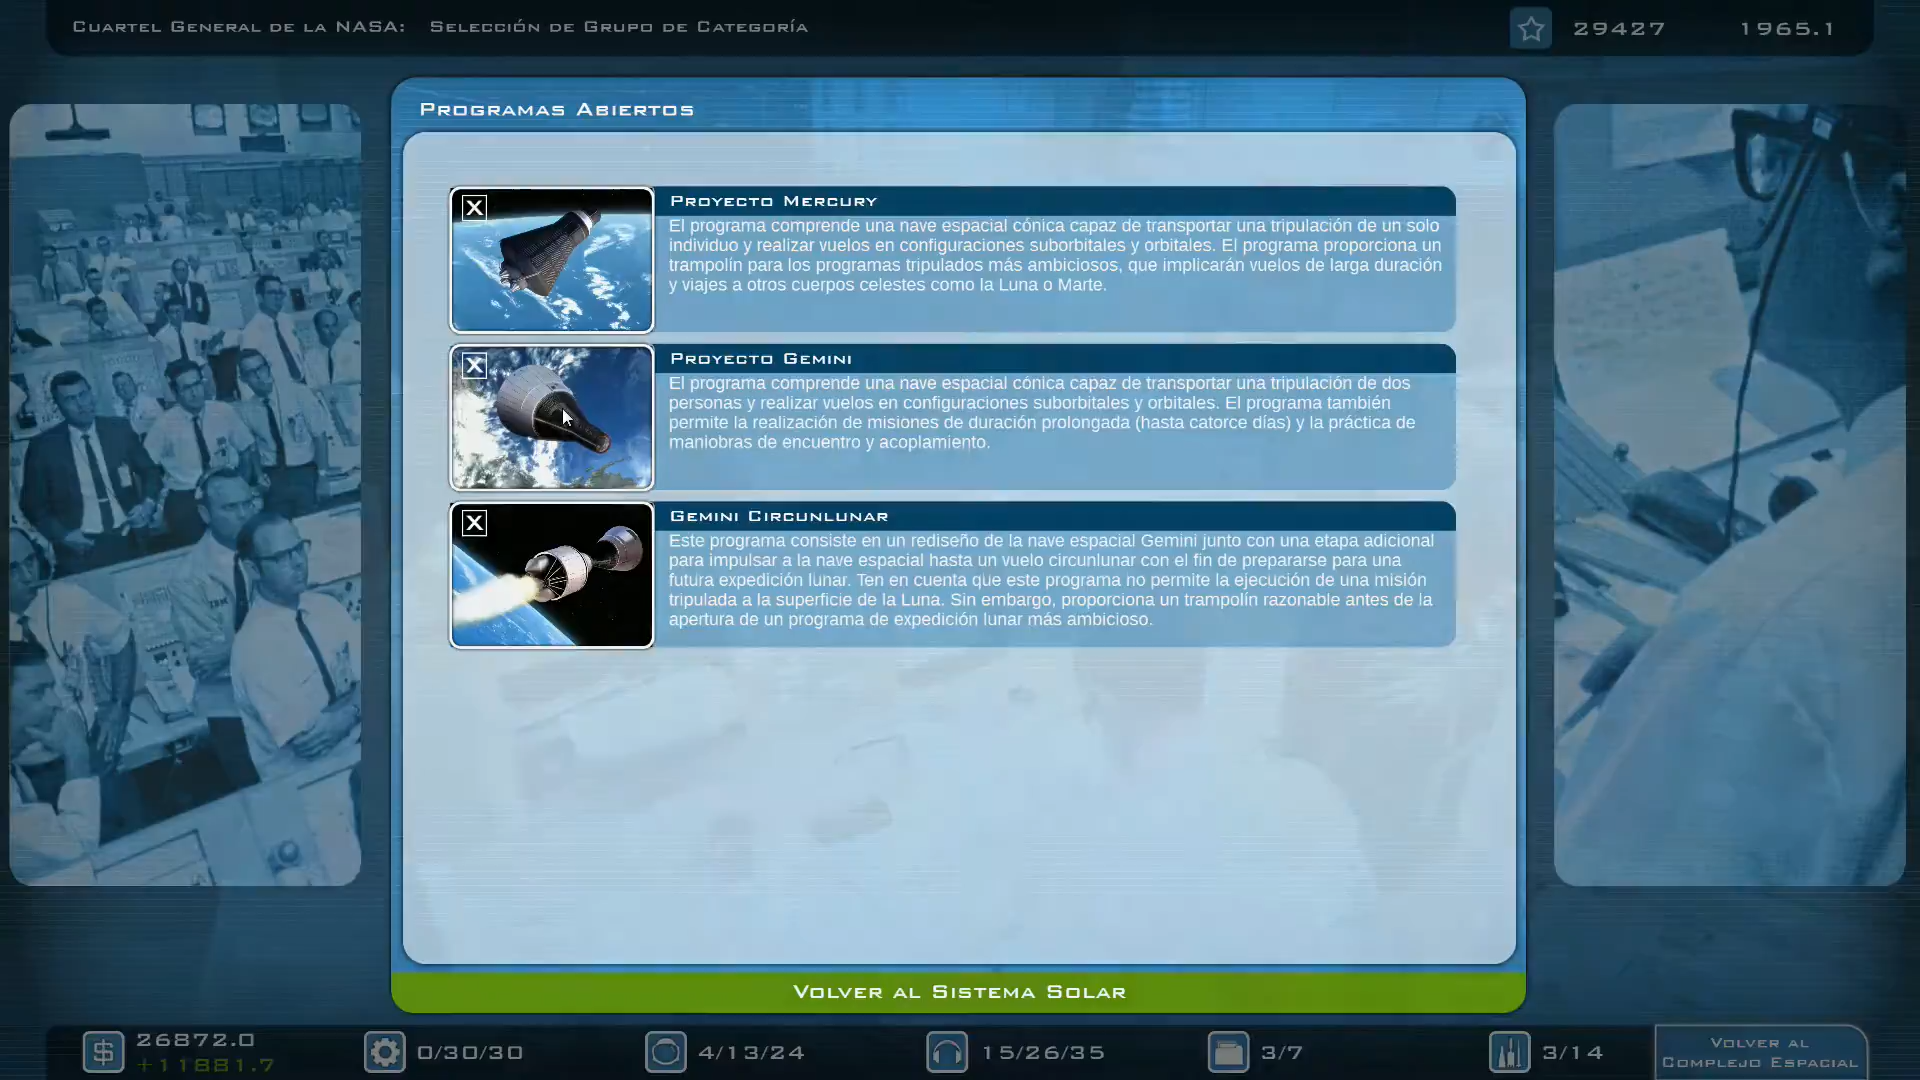 Cuartel General de la NASA: Selección de Grupo de Categoría
29427
1965.1
Programas Abiertos
Proyecto Mercury
El programa comprende una nave espacial cónica capaz de transportar una tripulación de un solo
individuo y realizar vuelos en configuraciones suborbitales y orbitales. El programa proporciona un
trampolín para los programas tripulados más ambiciosos, que implicarán vuelos de larga duración
y viajes a otros cuerpos celestes como la Luna o Marte.
Proyecto Gemini
El programa comprende una nave espacial cónica capaz de transportar una tripulación de dos
personas y realizar vuelos en configuraciones suborbitales y orbitales. El programa también
permite la realización de misiones de duración prolongada (hasta catorce días) y la práctica de
maniobras de encuentro y acoplamiento.
Gemini Circunlunar
Este programa consiste en un rediseño de la nave espacial Gemini junto con una etapa adicional
para impulsar a la nave espacial hasta un vuelo circunlunar con el fin de prepararse para una
futura expedición lunar. Ten en cuenta que este programa no permite la ejecución de una misión
tripulada a la superficie de la Luna. Sin embargo, proporciona un trampolín razonable antes de la
apertura de un programa de expedición lunar más ambicioso.
Volver al Sistema Solar
26872.0
+11881.7
0/30/30
4/13/24
15/26/35
3/7
3/14
Volver al
Complejo Espacial